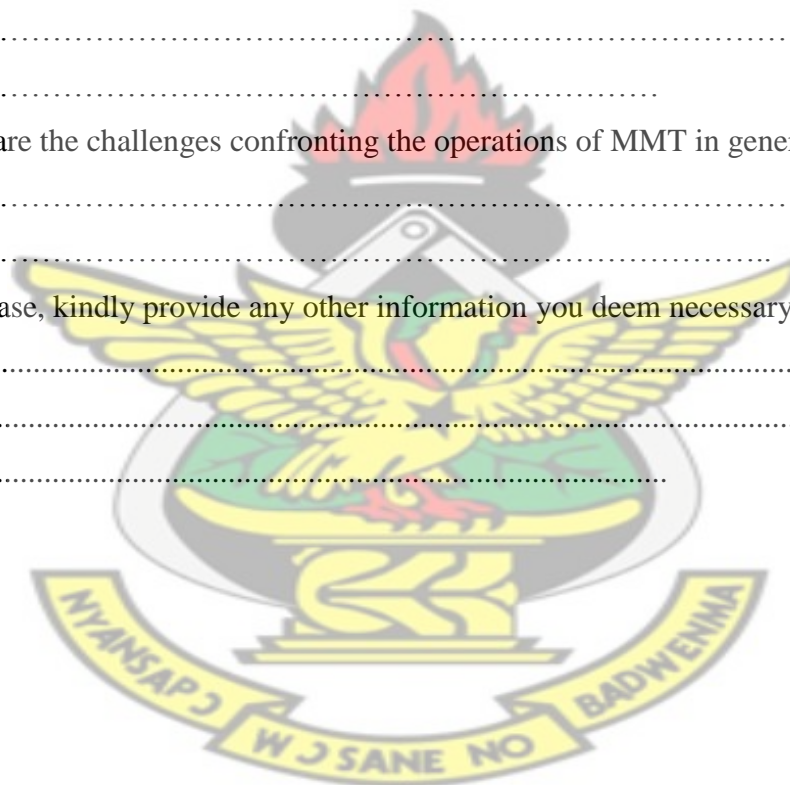 ……………………………………………………………………
…………………………………………………………
are the challenges confronting the operations of MMT in gener
……………………………………………………………………
…………………………………………………………………..
ase, kindly provide any other information you deem necessary
.........................................................................................................
.........................................................................................................
.........................................................................................
NYANSAPƆ WƆSANE NO BADWENMA